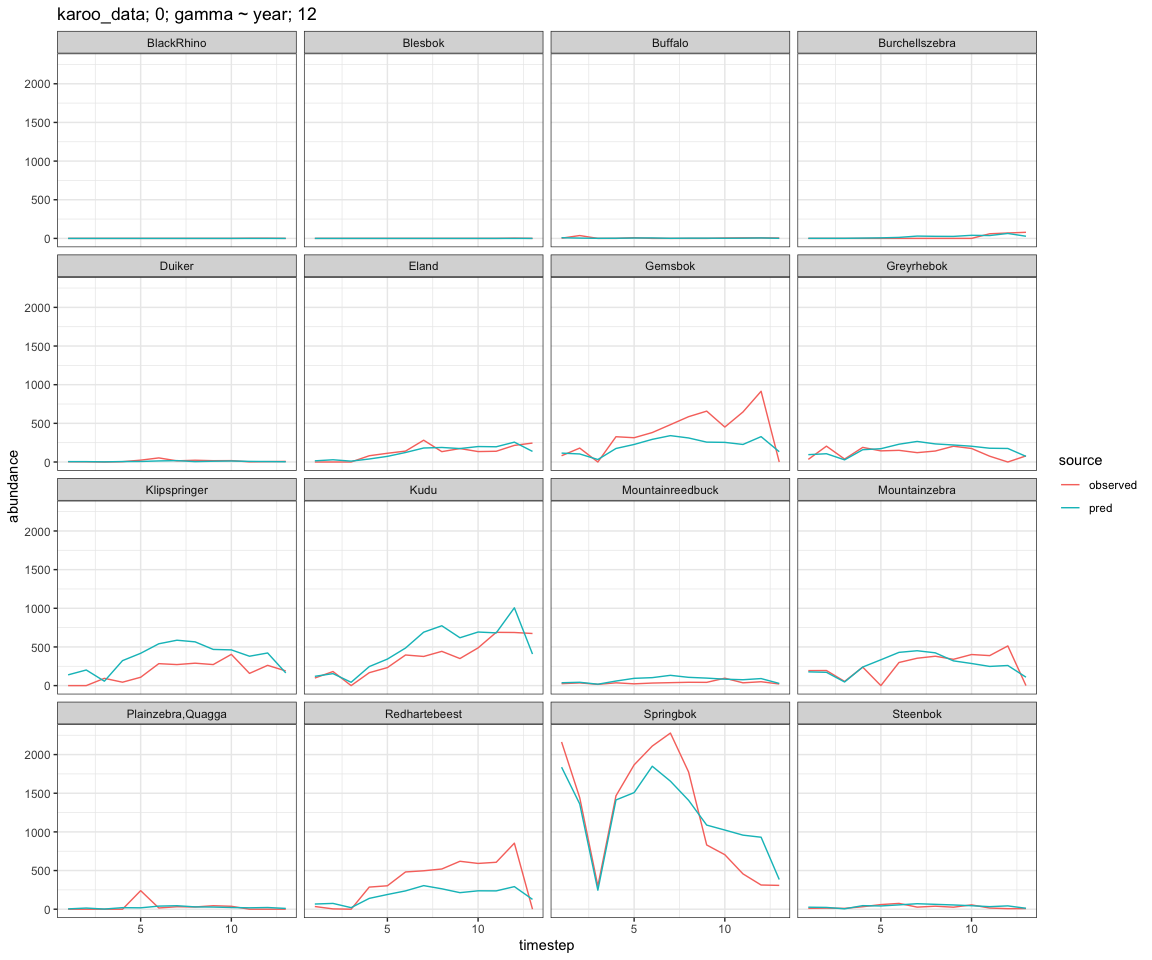 karoo_data; 0; gamma ~ year; 12
BlackRhino Blesbok Buffalo Burchellszebra
2000
1500
1000
500
0
Duiker Eland Gemsbok Greyrhebok
2000
1500
1000
500
0
Klipspringer Kudu Mountainreedbuck Mountainzebra
2000
1500
1000
500
0
Plainzebra,Quagga Redhartebeest Springbok Steenbok
2000
1500
1000
500
0
5 10 5 10 5 10 5 10
timestep
abundance
source
observed
pred